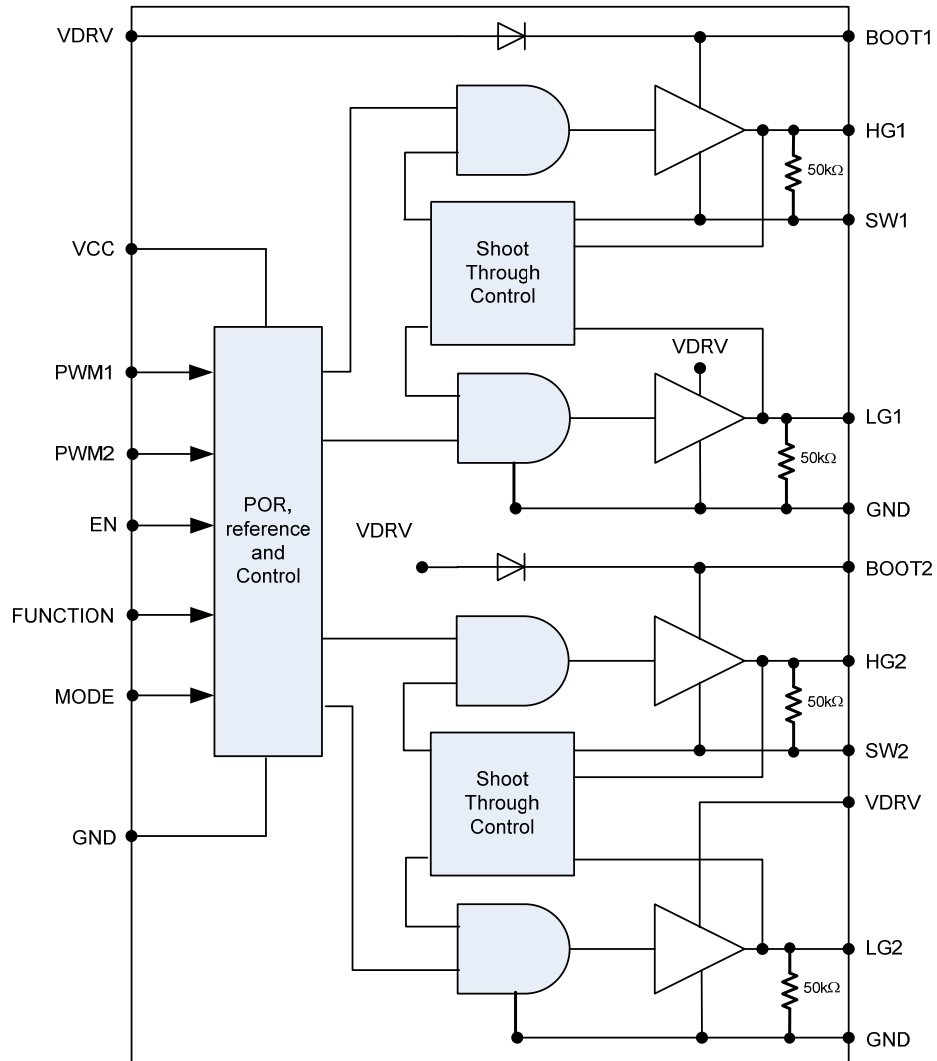 VDRV
BOOT1
HG1
50kΩ
SW1
VCC
Shoot
Through
Control
VDRV
PWM1
LG1
PWM2
50kΩ
POR,
reference
and
Control
GND
EN
VDRV
BOOT2
FUNCTION
HG2
MODE
50kΩ
SW2
Shoot
Through
Control
VDRV
GND
LG2
50kΩ
GND